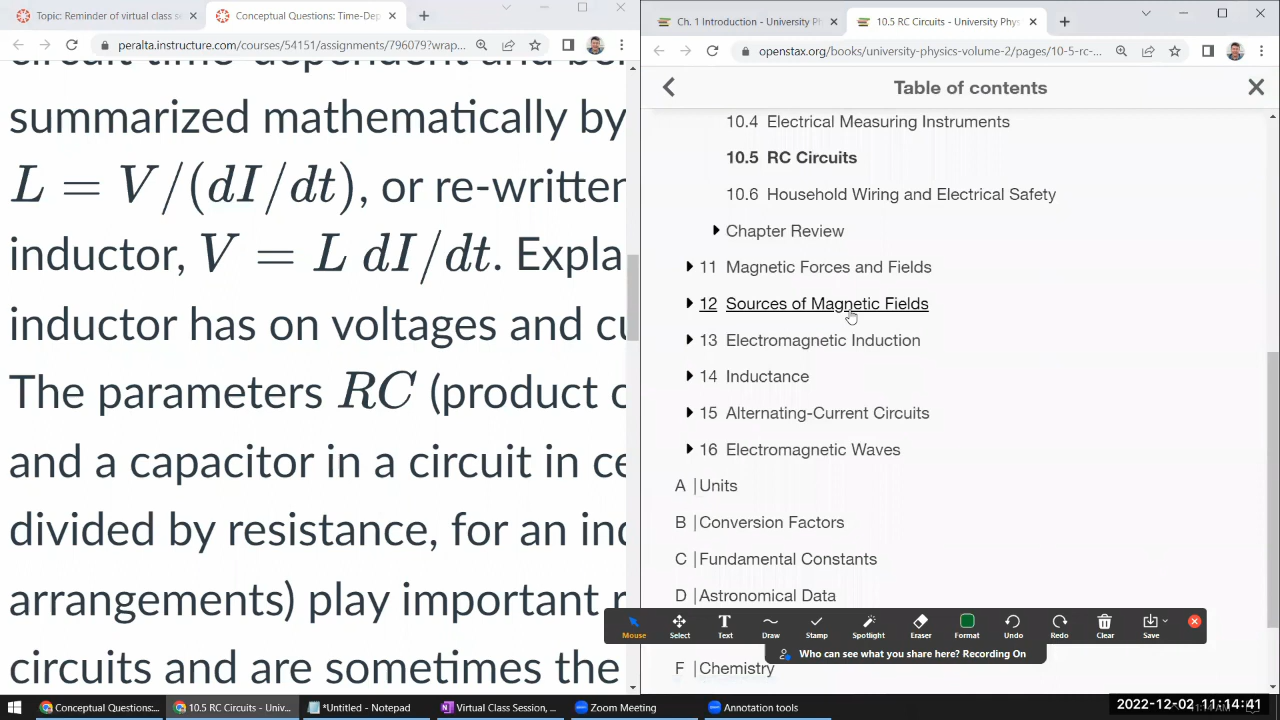 Topic: Reminder of virtual class se
Conceptual Questions: Time-Dep
peralta.instructure.com/courses/54151/assignments/796079?wrap...
summarized mathematically by
L = V/(dI/dt), or re-written
inductor, V = L dI/dt. Expla
inductor has on voltages and cu
The parameters RC (product o
and a capacitor in a circuit in ce
divided by resistance, for an ind
arrangements) play important r
circuits and are sometimes the
Ch. 1 Introduction - University Ph
10.5 RC Circuits - University Phys
openstax.org/books/university-physics-volume-2/pages/10-5-rc-...
Table of contents
10.4 Electrical Measuring Instruments
10.5 RC Circuits
10.6 Household Wiring and Electrical Safety
Chapter Review
11 Magnetic Forces and Fields
12 Sources of Magnetic Fields
13 Electromagnetic Induction
14 Inductance
15 Alternating-Current Circuits
16 Electromagnetic Waves
A | Units
B | Conversion Factors
C | Fundamental Constants
D | Astronomical Data
F | Chemistry
Mouse Select Text Draw Stamp Spotlight Eraser Format Undo Redo Clear Save
Who can see what you share here? Recording On
Conceptual Questions:...
10.5 RC Circuits - Univ...
*Untitled - Notepad
Virtual Class Session, ...
Zoom Meeting
Annotation tools
2022-12-02 11:14:41